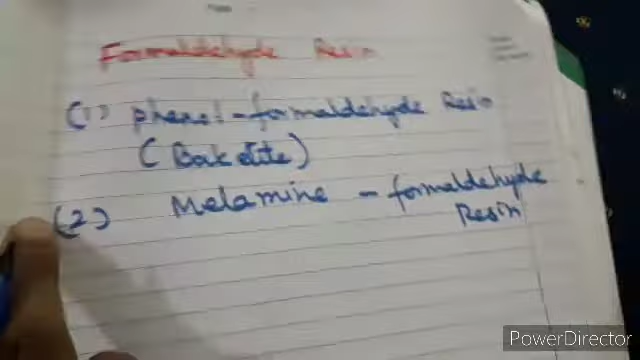 Formaldehyde Resin
(1) phenol-formaldehyde Resin
(Bakelite)
(2) Melamine - formaldehyde
Resin
PowerDirector